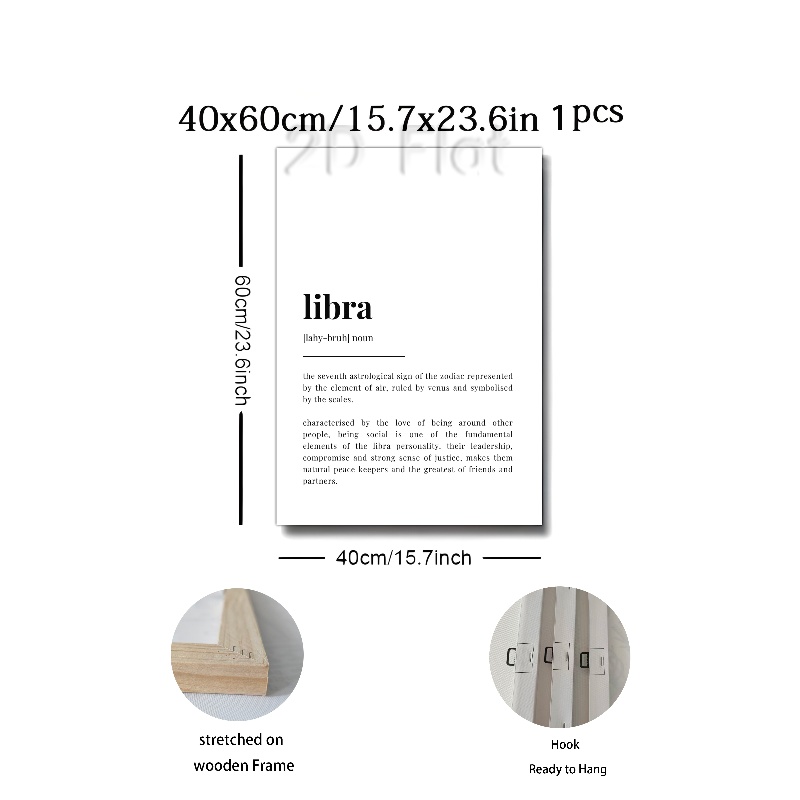 40x60cm/15.7x23.6in 1pcs
2D Flat
60cm/23.6inch
libra
[laby-bruh] noun
the seventh astrological sign of the zodiac represented
by the element of air, ruled by venus and symbolised
by the scales.
characterised by the love of being around other
people, being social is one of the fundamental
elements of the libra personality. their leadership,
compromise and strong sense of justice, makes them
natural peace keepers and the greatest of friends and
partners.
40cm/15.7inch
stretched on
wooden Frame
Hook
Ready to Hang